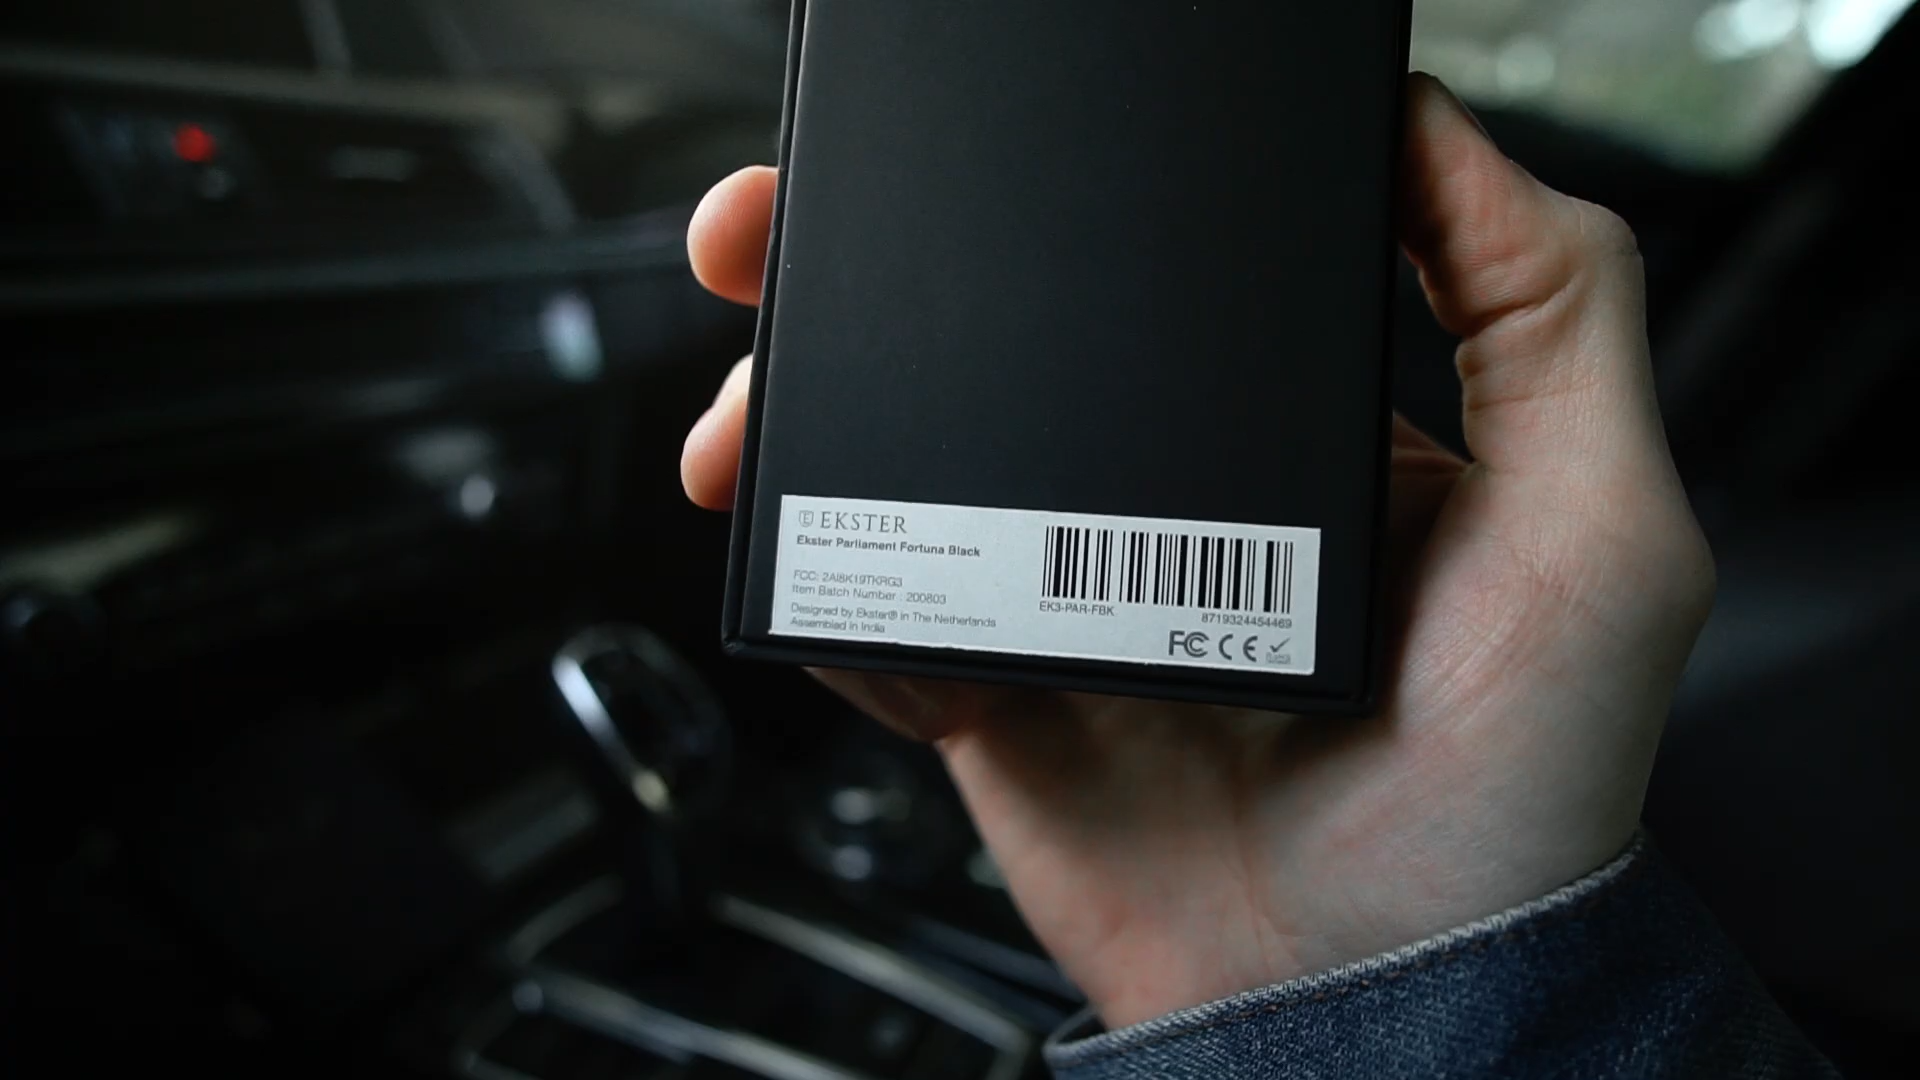 EKSTER
Ekster Parliament Fortuna Black
FCC: 2AI8K19TKRG3
Item Batch Number : 200803
Designed by Ekster® in The Netherlands
Assembled in India
EK3-PAR-FBK
8719324454469
FC CE